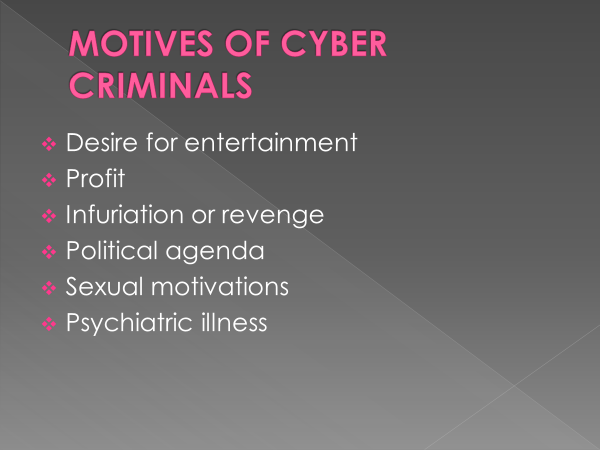 MOTIVES OF CYBER
CRIMINALS
❖ Desire for entertainment
❖ Profit
❖ Infuriation or revenge
❖ Political agenda
❖ Sexual motivations
❖ Psychiatric illness